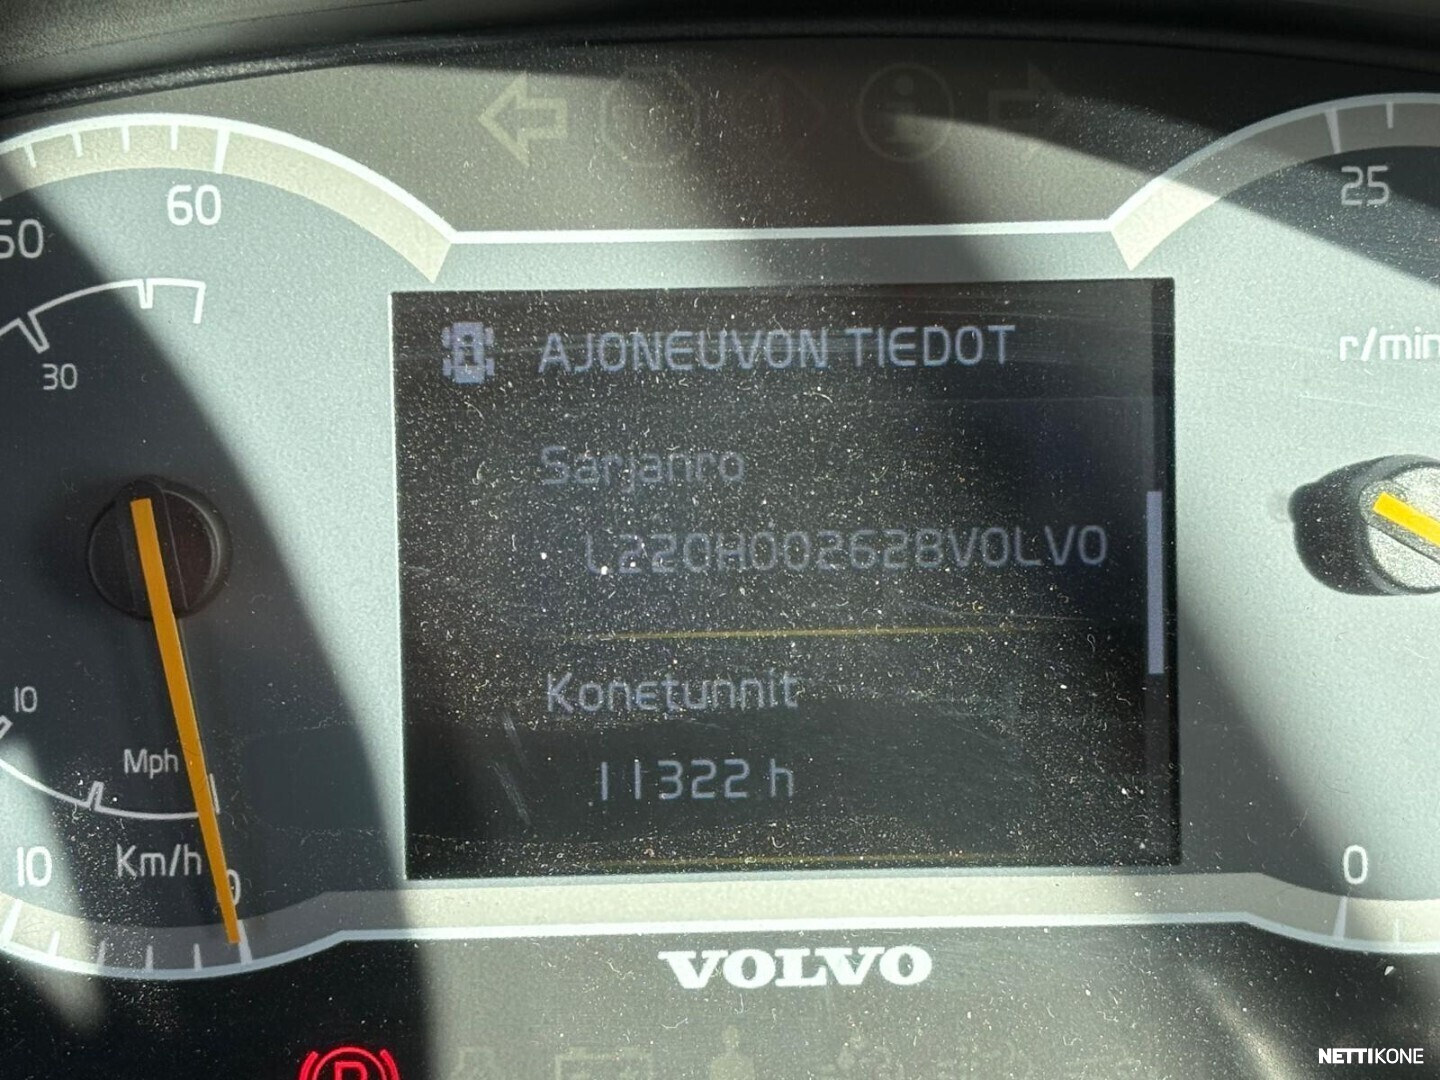 60
50
25
30
r/min
AJONEUVON TIEDOT
Sarjanro
L220H002628VOLVO
Konetunnit
11322 h
10
Mph
10
Km/h
0
0
VOLVO
P
NETTIKONE